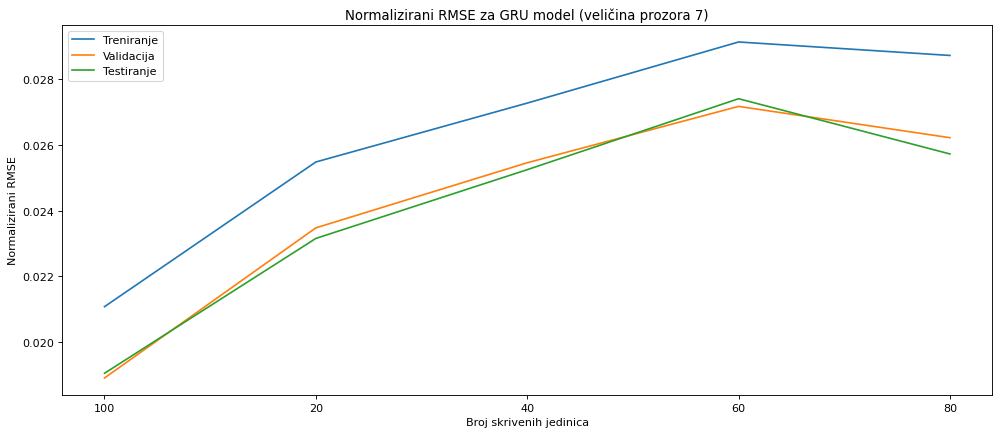 Normalizirani RMSE za GRU model (veličina prozora 7)
Treniranje
Validacija
Testiranje
Normalizirani RMSE
0.028
0.026
0.024
0.022
0.020
100 20 40 60 80
Broj skrivenih jedinica